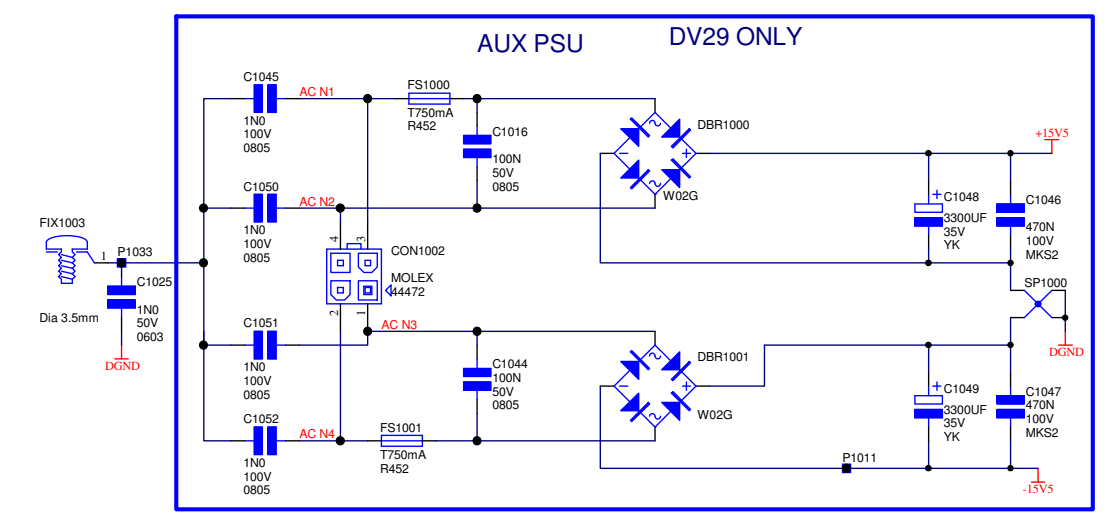 AUX PSU
DV29 ONLY
C1045
1N0
100V
0805
AC N1
FS1000
T750mA
R452
C1016
100N
50V
0805
DBR1000
W02G
+15V5
C1048
+
3300UF
35V
YK
C1046
470N
100V
MKS2
C1050
1N0
100V
0805
AC N2
FIX1003
1
P1033
C1025
1N0
50V
0603
Dia 3.5mm
DGND
4
3
CON1002
MOLEX
44472
2
1
SP1000
DGND
C1051
1N0
100V
0805
AC N3
C1044
100N
50V
0805
DBR1001
W02G
C1049
+
3300UF
35V
YK
C1047
470N
100V
MKS2
C1052
1N0
100V
0805
AC N4
FS1001
T750mA
R452
P1011
-15V5